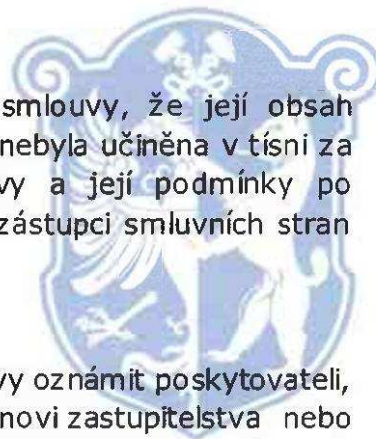 smlouvy, že její obsah
nebyla učiněna v tísni za
vy a její podmínky po
zástupci smluvních stran
vy oznámit poskytovateli,
novi zastupitelstva nebo